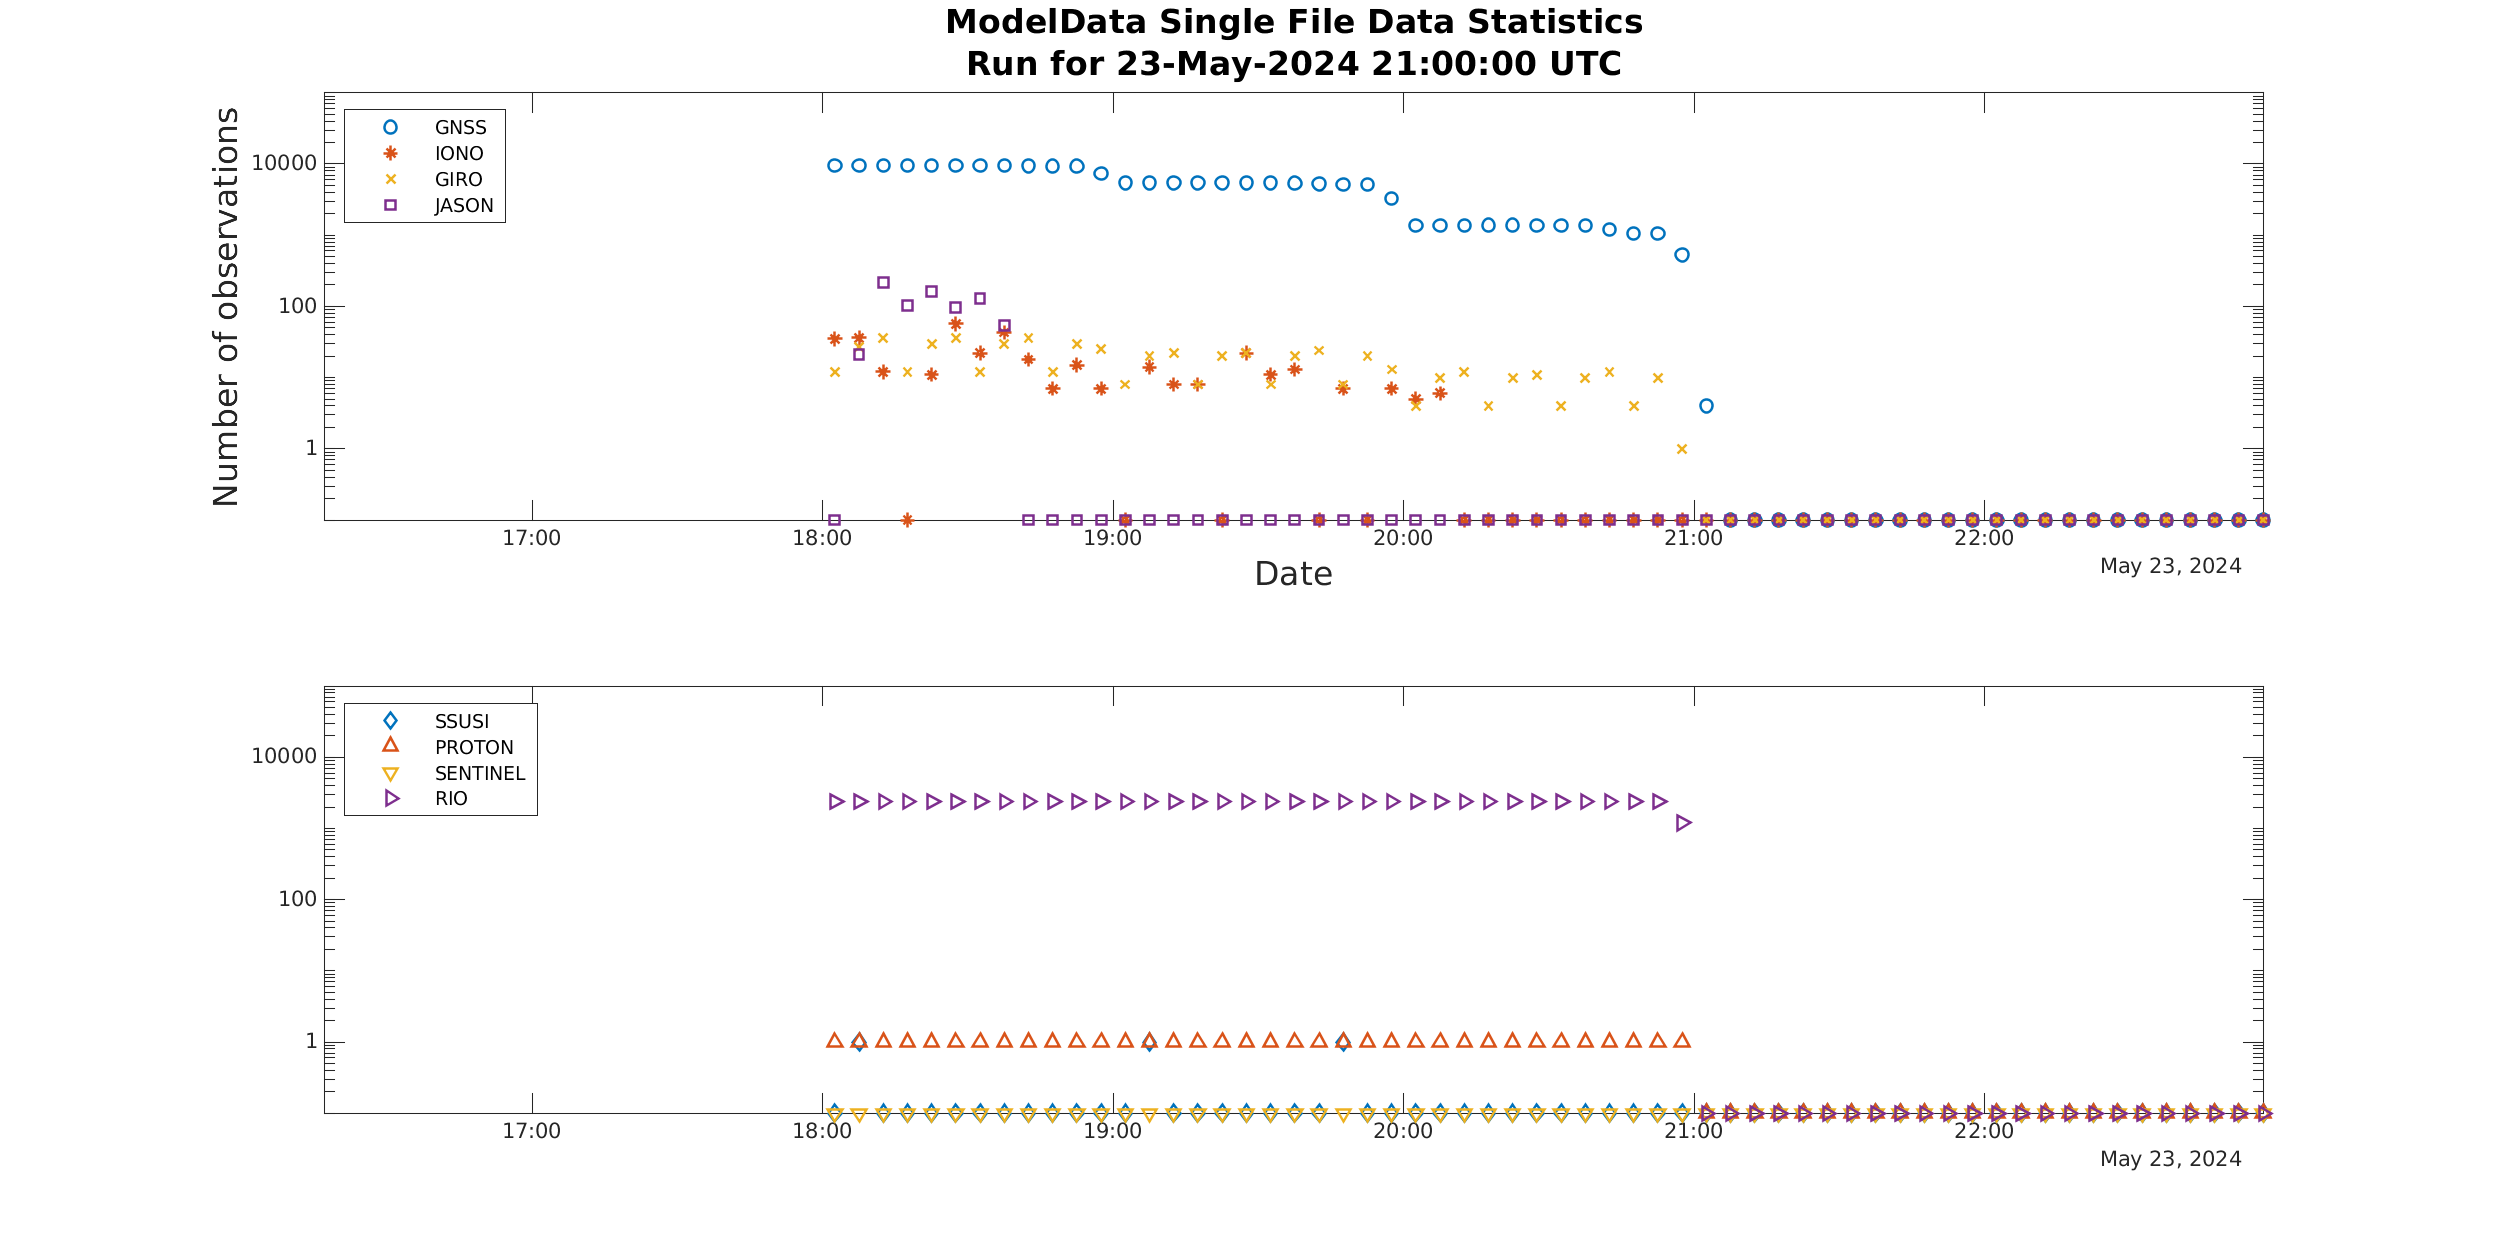 ModelData Single File Data Statistics
Run for 23-May-2024 21:00:00 UTC
Number of observations
10000
100
1
GNSS
IONO
GIRO
JASON
17:00 18:00 19:00 20:00 21:00 22:00
May 23, 2024
Date
10000
100
1
SSUSI
PROTON
SENTINEL
RIO
17:00 18:00 19:00 20:00 21:00 22:00
May 23, 2024